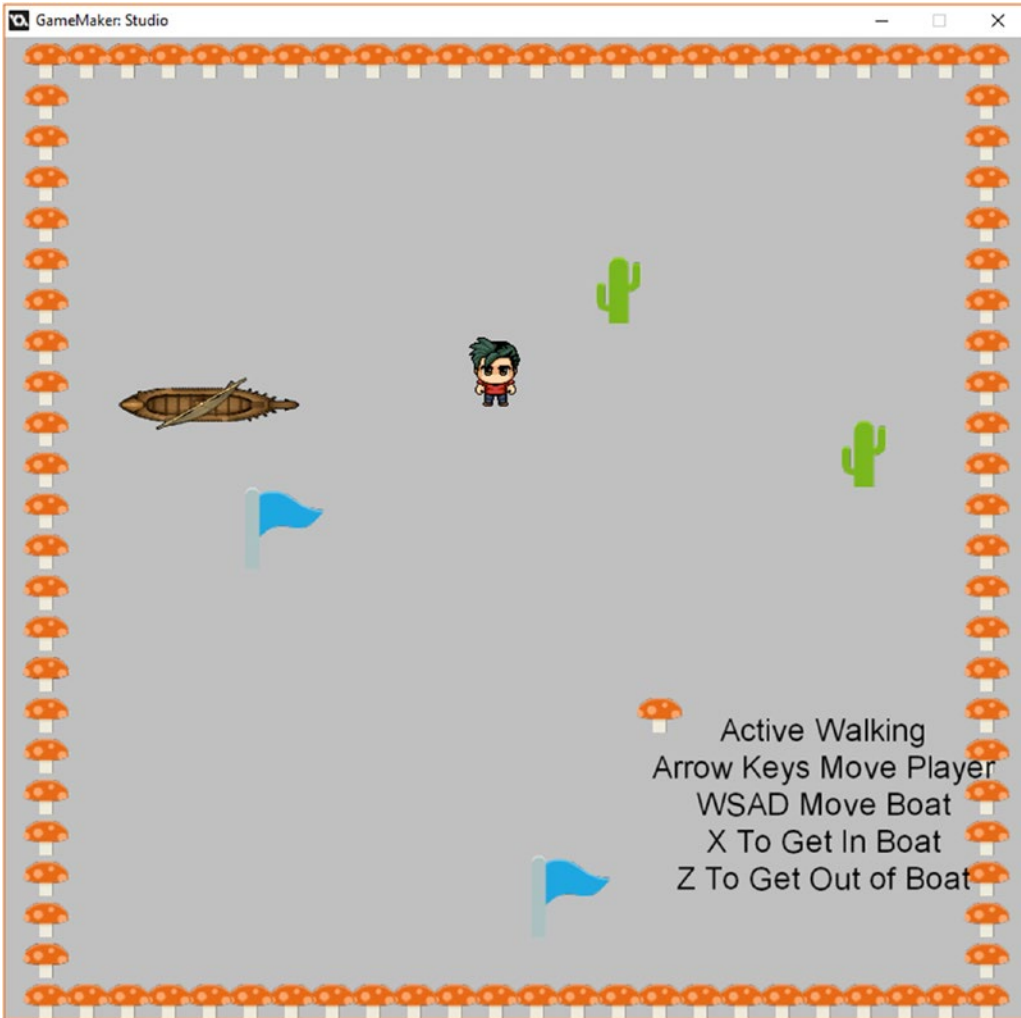 GameMaker: Studio
Active Walking
Arrow Keys Move Player
WSAD Move Boat
X To Get In Boat
Z To Get Out of Boat